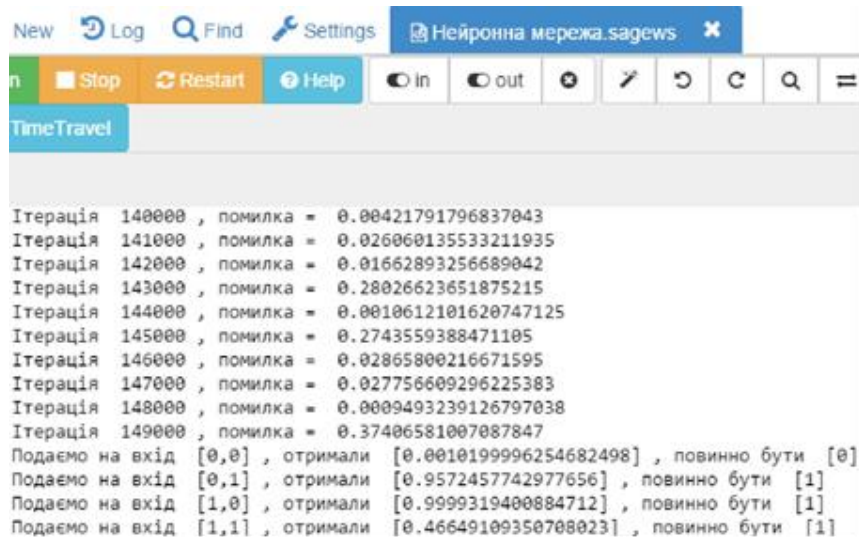 New Log Find Settings Нейронна мережа.sagews
n Stop Restart Help in out
TimeTravel
Ітерація 140000 , помилка = 0.00421791796837043
Ітерація 141000 , помилка = 0.026060135533211935
Ітерація 142000 , помилка = 0.01662893256689042
Ітерація 143000 , помилка = 0.28026623651875215
Ітерація 144000 , помилка = 0.0010612101620747125
Ітерація 145000 , помилка = 0.2743559388471105
Ітерація 146000 , помилка = 0.02865800216671595
Ітерація 147000 , помилка = 0.027756609296225383
Ітерація 148000 , помилка = 0.0009493239126797038
Ітерація 149000 , помилка = 0.37406581007087847
Подаємо на вхід [0,0] , отримали [0.0010199996254682498] , повинно бути [0]
Подаємо на вхід [0,1] , отримали [0.9572457742977656] , повинно бути [1]
Подаємо на вхід [1,0] , отримали [0.9999319400884712] , повинно бути [1]
Подаємо на вхід [1,1] , отримали [0.46649109350708023] , повинно бути [1]